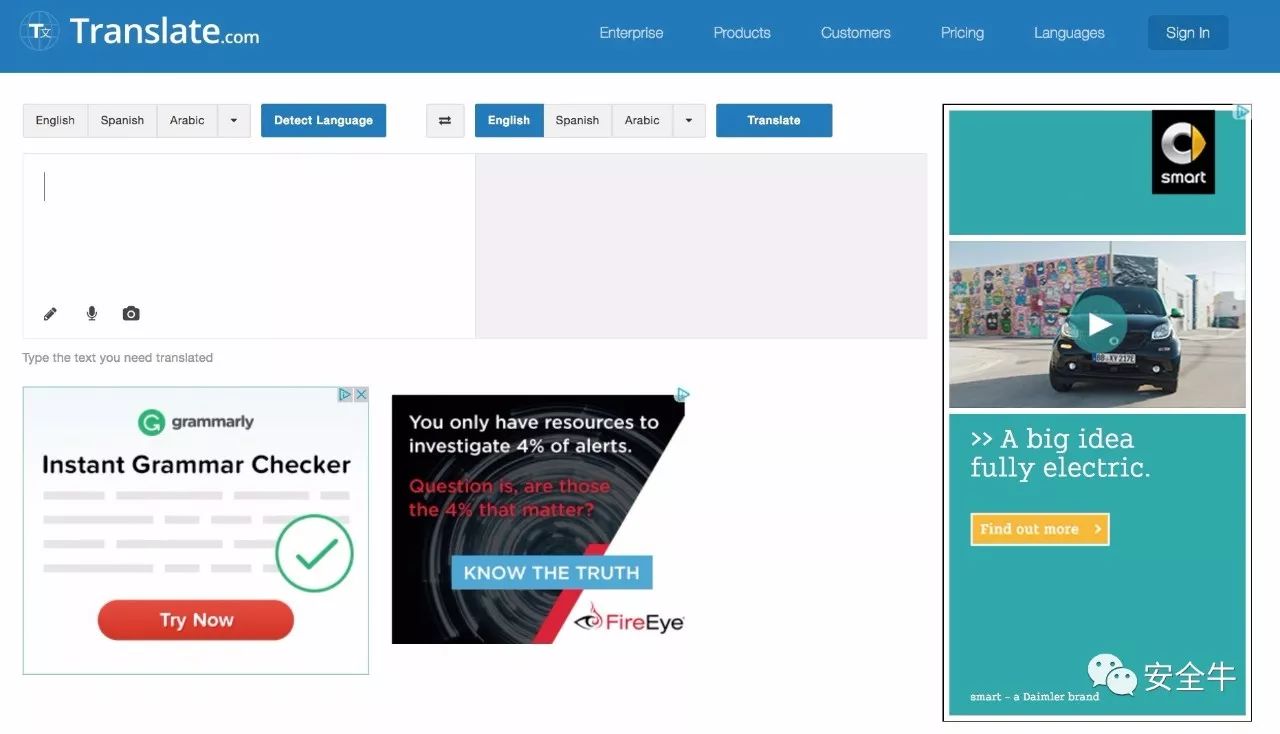 T文 Translate.com
Enterprise Products Customers Pricing Languages Sign In
English Spanish Arabic Detect Language English Spanish Arabic Translate
Type the text you need translated
grammarly
Instant Grammar Checker
Try Now
You only have resources to
investigate 4% of alerts.
Question is, are those
the 4% that matter?
KNOW THE TRUTH
FireEye
smart
BB XY 217E
>> A big idea
fully electric.
Find out more >
smart – a Daimler brand
安全牛